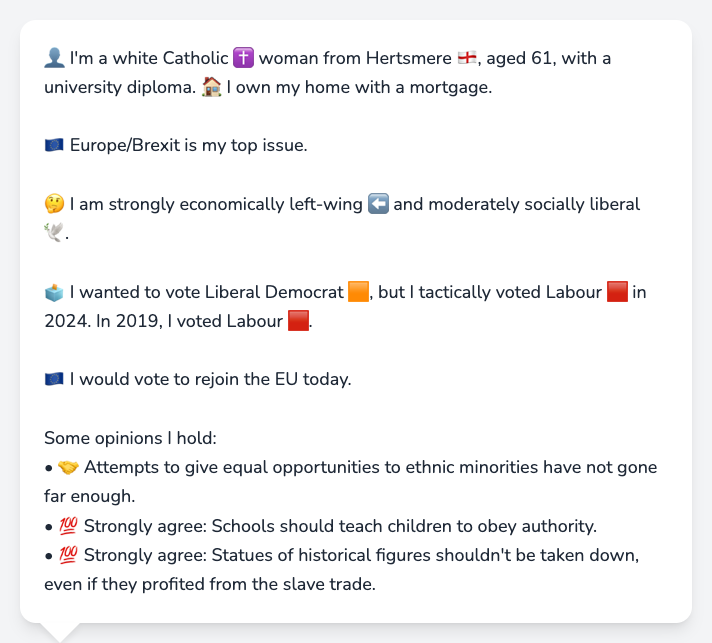 👤 I'm a white Catholic ✝️ woman from Hertsmere 🏴󠁧󠁢󠁥󠁮󠁧󠁿, aged 61, with a
university diploma. 🏠 I own my home with a mortgage.
🇪🇺 Europe/Brexit is my top issue.
🤔 I am strongly economically left-wing ⬅️ and moderately socially liberal
🕊️.
🗳️ I wanted to vote Liberal Democrat 🟧, but I tactically voted Labour 🟥 in
2024. In 2019, I voted Labour 🟥.
🇪🇺 I would vote to rejoin the EU today.
Some opinions I hold:
• 🤝 Attempts to give equal opportunities to ethnic minorities have not gone
far enough.
• 💯 Strongly agree: Schools should teach children to obey authority.
• 💯 Strongly agree: Statues of historical figures shouldn't be taken down,
even if they profited from the slave trade.